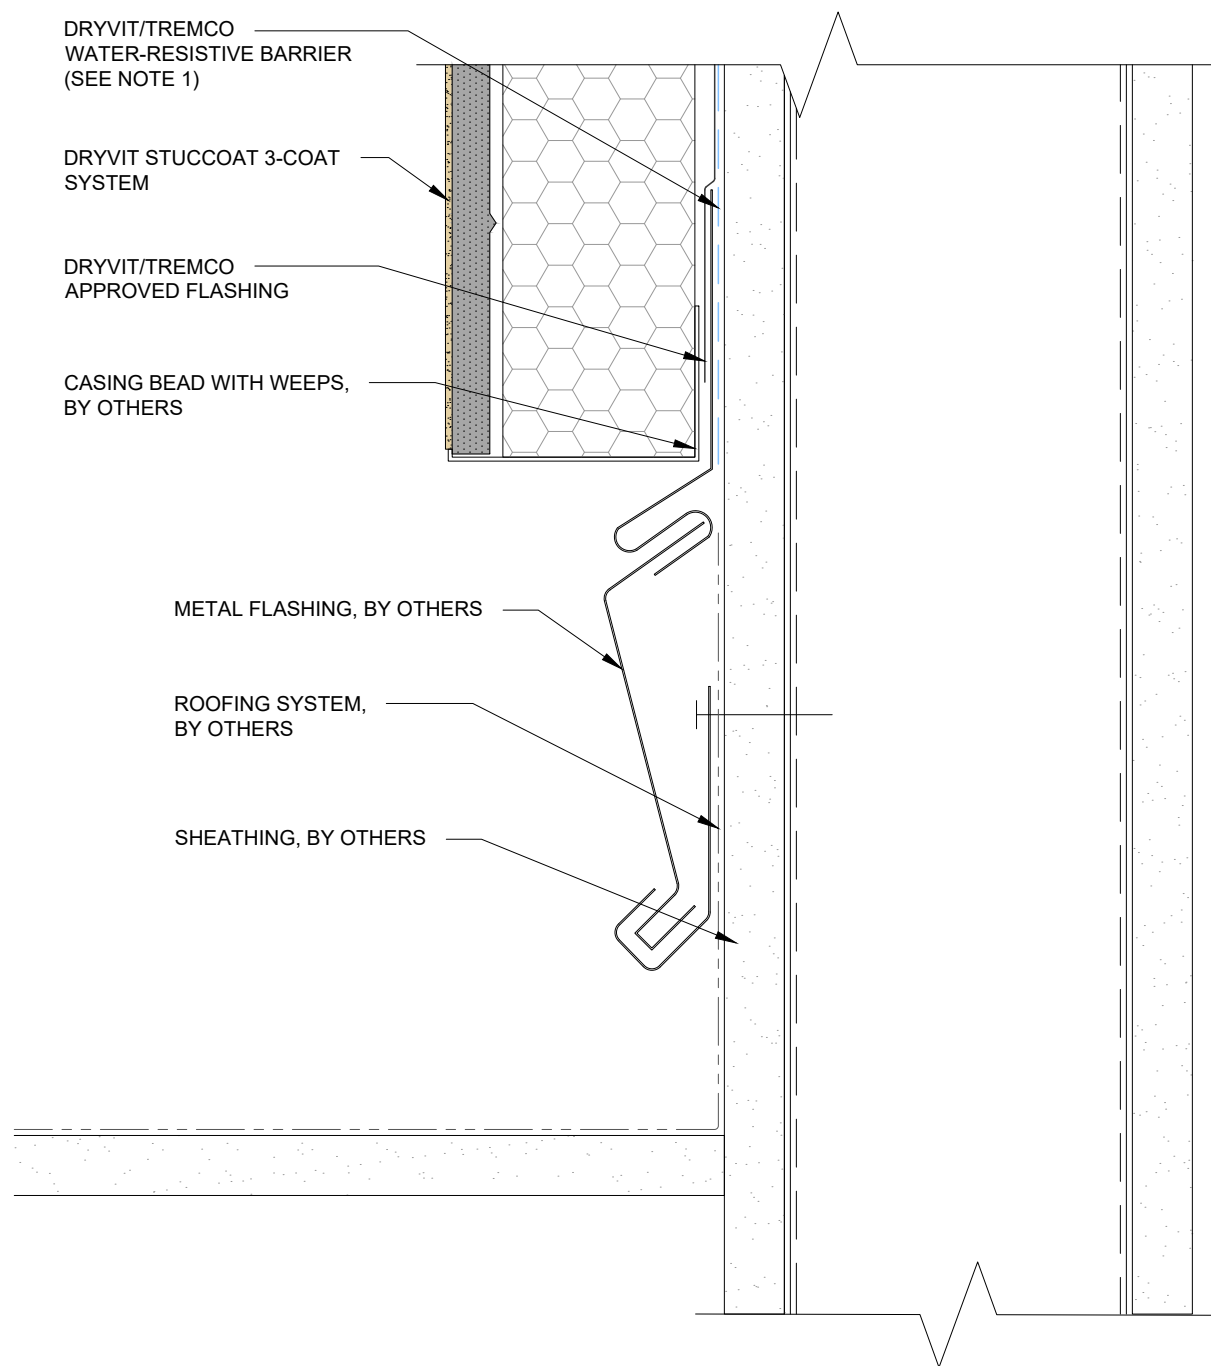 DRYVIT/TREMCO
WATER-RESISTIVE BARRIER
(SEE NOTE 1)
DRYVIT STUCCOAT 3-COAT
SYSTEM
DRYVIT/TREMCO
APPROVED FLASHING
CASING BEAD WITH WEEPS,
BY OTHERS
METAL FLASHING, BY OTHERS
ROOFING SYSTEM,
BY OTHERS
SHEATHING, BY OTHERS